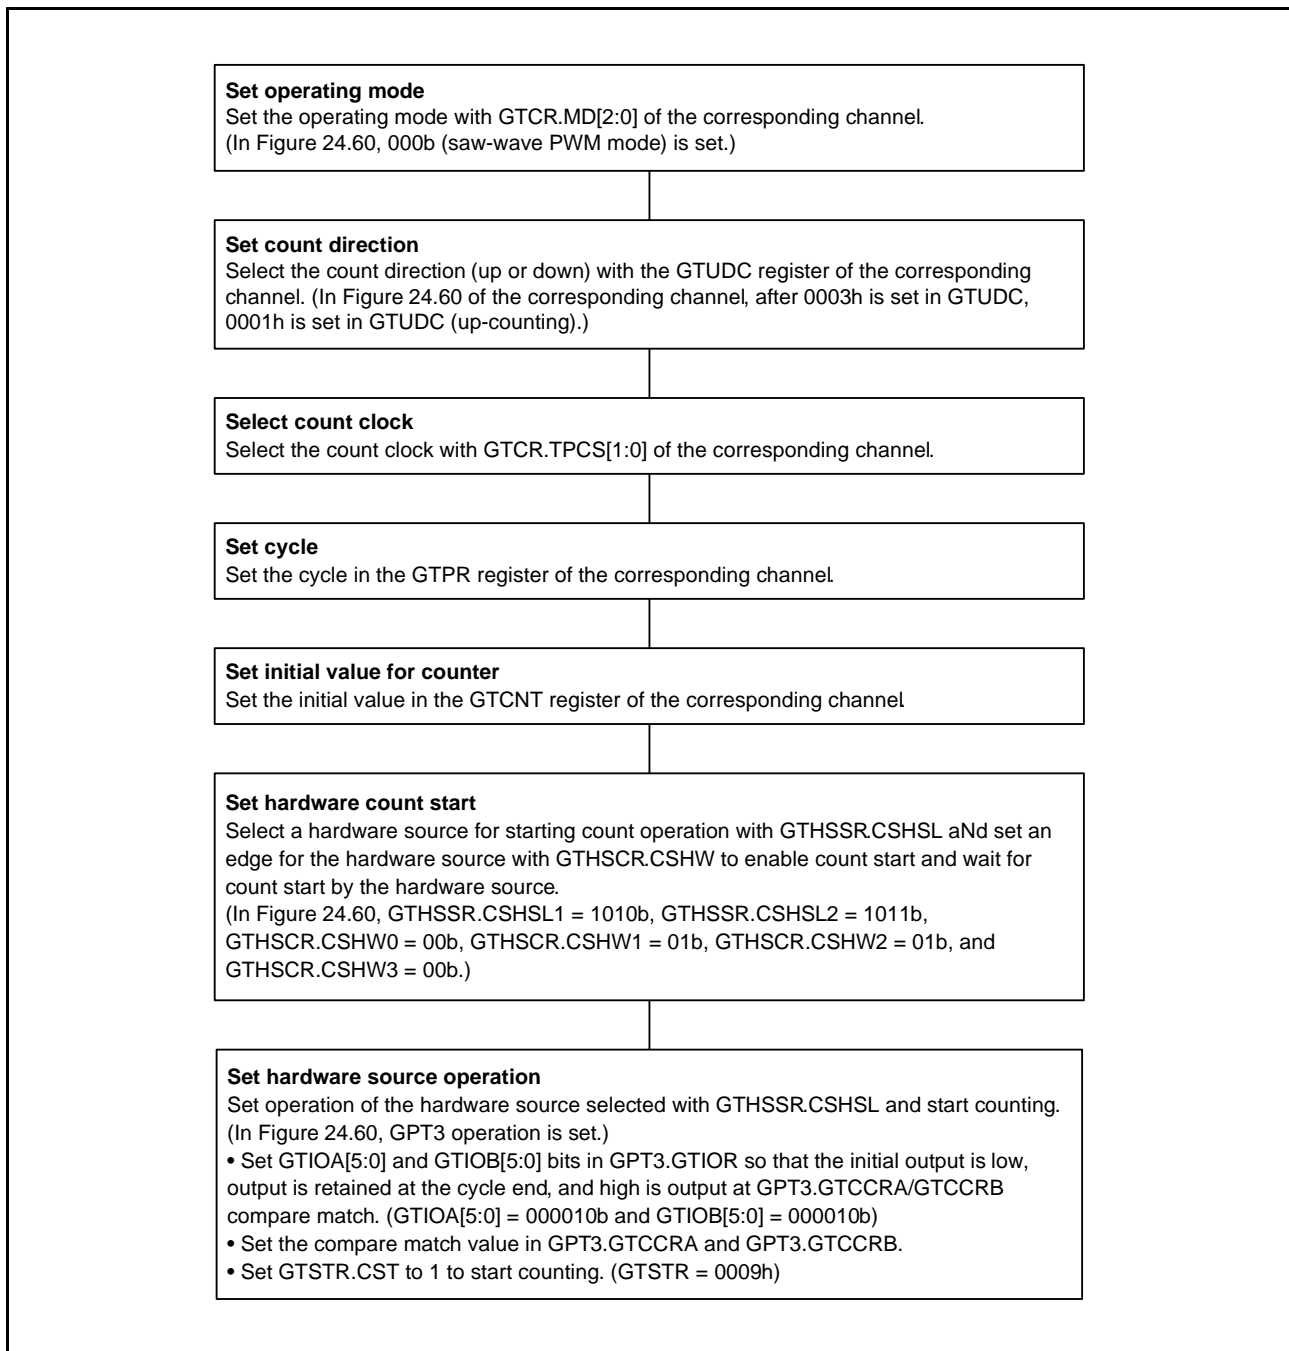 Set operating mode
Set the operating mode with GTCR.MD[2:0] of the corresponding channel.
(In Figure 24.60, 000b (saw-wave PWM mode) is set.)
Set count direction
Select the count direction (up or down) with the GTUDC register of the corresponding
channel. (In Figure 24.60 of the corresponding channel, after 0003h is set in GTUDC,
0001h is set in GTUDC (up-counting).)
Select count clock
Select the count clock with GTCR.TPCS[1:0] of the corresponding channel.
Set cycle
Set the cycle in the GTPR register of the corresponding channel.
Set initial value for counter
Set the initial value in the GTCNT register of the corresponding channel.
Set hardware count start
Select a hardware source for starting count operation with GTHSSR.CSHSL aNd set an
edge for the hardware source with GTHSCR.CSHW to enable count start and wait for
count start by the hardware source.
(In Figure 24.60, GTHSSR.CSHSL1 = 1010b, GTHSSR.CSHSL2 = 1011b,
GTHSCR.CSHW0 = 00b, GTHSCR.CSHW1 = 01b, GTHSCR.CSHW2 = 01b, and
GTHSCR.CSHW3 = 00b.)
Set hardware source operation
Set operation of the hardware source selected with GTHSSR.CSHSL and start counting.
(In Figure 24.60, GPT3 operation is set.)
• Set GTIOA[5:0] and GTIOB[5:0] bits in GPT3.GTIOR so that the initial output is low,
output is retained at the cycle end, and high is output at GPT3.GTCCRA/GTCCRB
compare match. (GTIOA[5:0] = 000010b and GTIOB[5:0] = 000010b)
• Set the compare match value in GPT3.GTCCRA and GPT3.GTCCRB.
• Set GTSTR.CST to 1 to start counting. (GTSTR = 0009h)